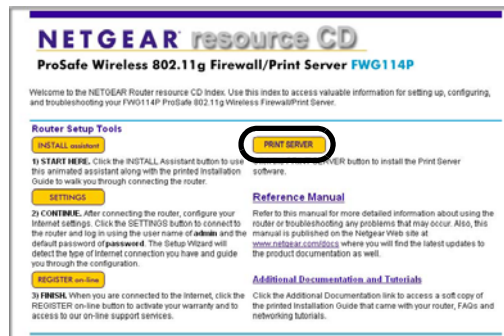 NETGEAR resource CD
ProSafe Wireless 802.11g Firewall/Print Server FWG114P
Welcome to the NETGEAR Router resource CD Index. Use this index to access valuable information for setting up, configuring,
and troubleshooting your FWG114P ProSafe 802.11g Wireless Firewall/Print Server.
Router Setup Tools
INSTALL assistant
1) START HERE. Click the INSTALL Assistant button to use
this animated assistant along with the printed Installation
Guide to walk you through connecting the router.
SETTINGS
2) CONTINUE. After connecting the router, configure your
Internet settings. Click the SETTINGS button to connect to
the router and log in using the user name of admin and the
default password of password. The Setup Wizard will
detect the type of Internet connection you have and guide
you through the configuration.
REGISTER on-line
3) FINISH. When you are connected to the Internet, click the
REGISTER on-line button to activate your warranty and to
access to our on-line support services.
PRINT SERVER
SERVER button to install the Print Server
software.
Reference Manual
Refer to this manual for more detailed information about using the
router or troubleshooting any problems that may occur. Also, this
manual is published on the Netgear Web site at
www.netgear.com/docs where you will find the latest updates to
the product documentation as well.
Additional Documentation and Tutorials
Click the Additional Documentation link to access a soft copy of
the printed Installation Guide that came with your router, FAQs and
networking tutorials.